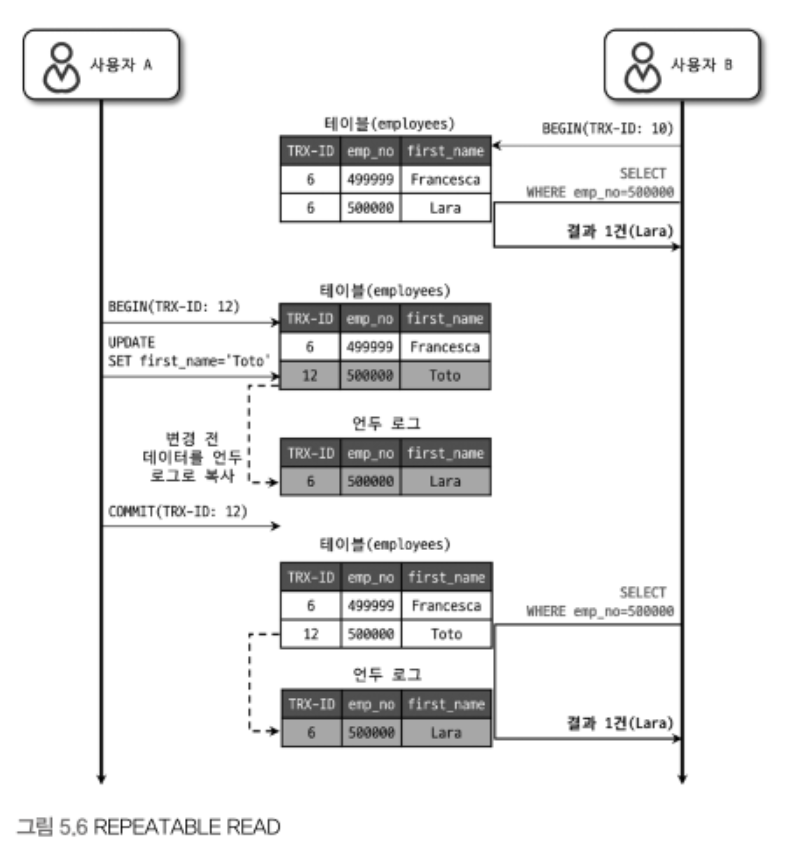 사용자 A
사용자 B
테이블(employees)
BEGIN(TRX-ID: 10)
TRX-ID emp_no first_name
6 499999 Francesca
6 500000 Lara
SELECT
WHERE emp_no=500000
결과 1건(Lara)
테이블(employees)
BEGIN(TRX-ID: 12)
TRX-ID emp_no first_name
6 499999 Francesca
12 500000 Toto
UPDATE
SET first_name='Toto'
언두 로그
변경 전
데이터를 언두
로그로 복사
TRX-ID emp_no first_name
6 500000 Lara
COMMIT(TRX-ID: 12)
테이블(employees)
TRX-ID emp_no first_name
6 499999 Francesca
12 500000 Toto
SELECT
WHERE emp_no=500000
언두 로그
TRX-ID emp_no first_name
6 500000 Lara
결과 1건(Lara)
그림 5.6 REPEATABLE READ